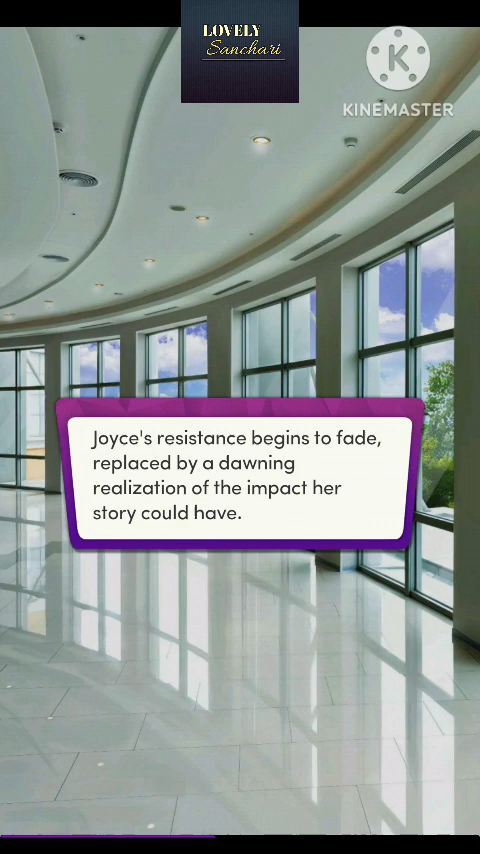 LOVELY
Sanchari
K
KINEMASTER
Joyce's resistance begins to fade,
replaced by a dawning
realization of the impact her
story could have.